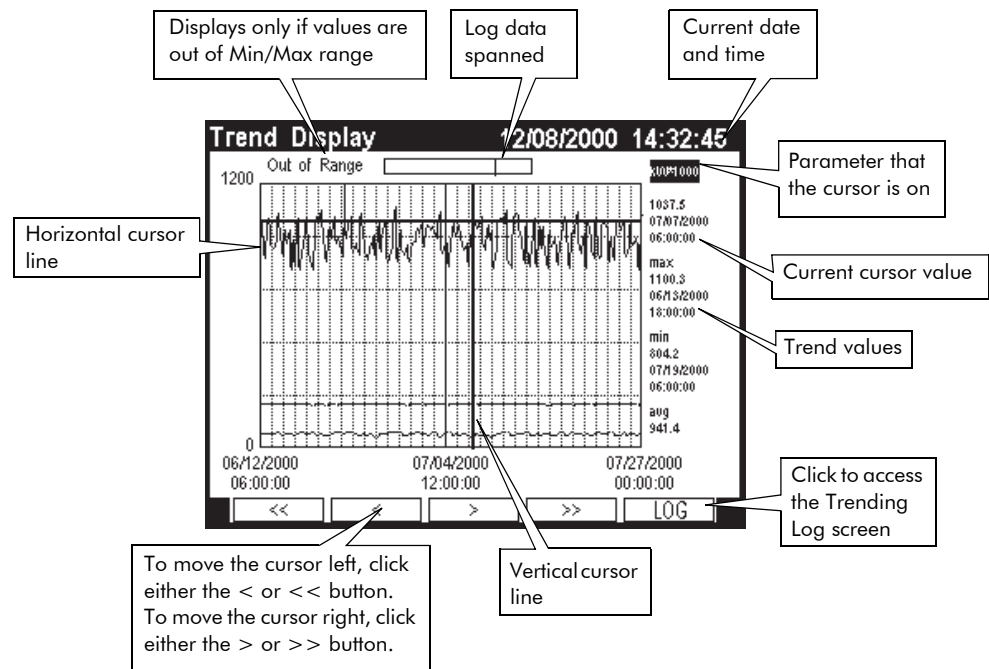 Displays only if values are
out of Min/Max range
Log data
spanned
Current date
and time
Trend Display 12/08/2000 14:32:45
Out of Range
1200
Parameter that
the cursor is on
1037.5
07/07/2000
06:00:00
Horizontal cursor
line
max
1100.3
06/13/2000
18:00:00
Current cursor value
min
804.2
07/19/2000
06:00:00
Trend values
avg
941.4
0
06/12/2000
06:00:00
07/04/2000
12:00:00
07/27/2000
00:00:00
<< < > >> LOG
Click to access
the Trending
Log screen
To move the cursor left, click
either the < or << button.
To move the cursor right, click
either the > or >> button.
Vertical cursor
line